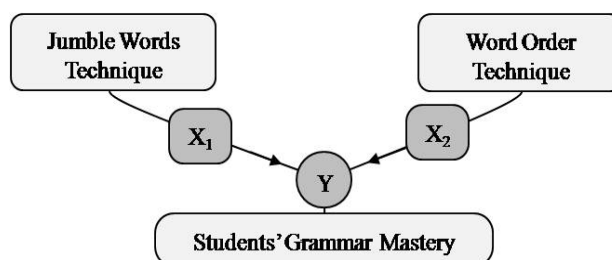 Jumble Words
Technique
Word Order
Technique
X₁
X₂
Y
Students' Grammar Mastery